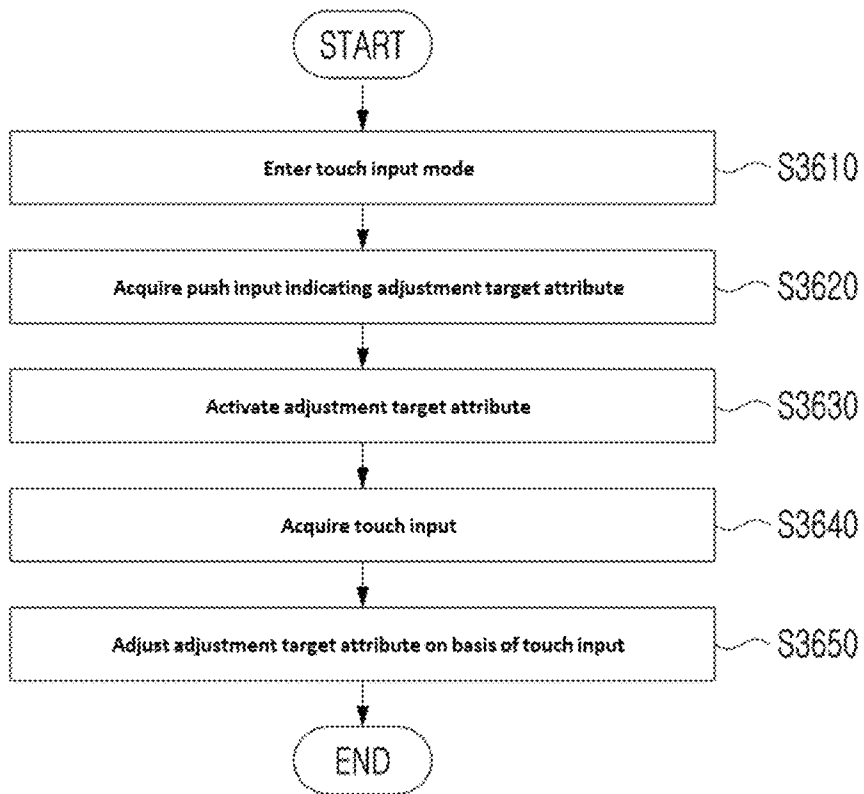 START
Enter touch input mode S3610
Acquire push input indicating adjustment target attribute S3620
Activate adjustment target attribute S3630
Acquire touch input S3640
Adjust adjustment target attribute on basis of touch input S3650
END